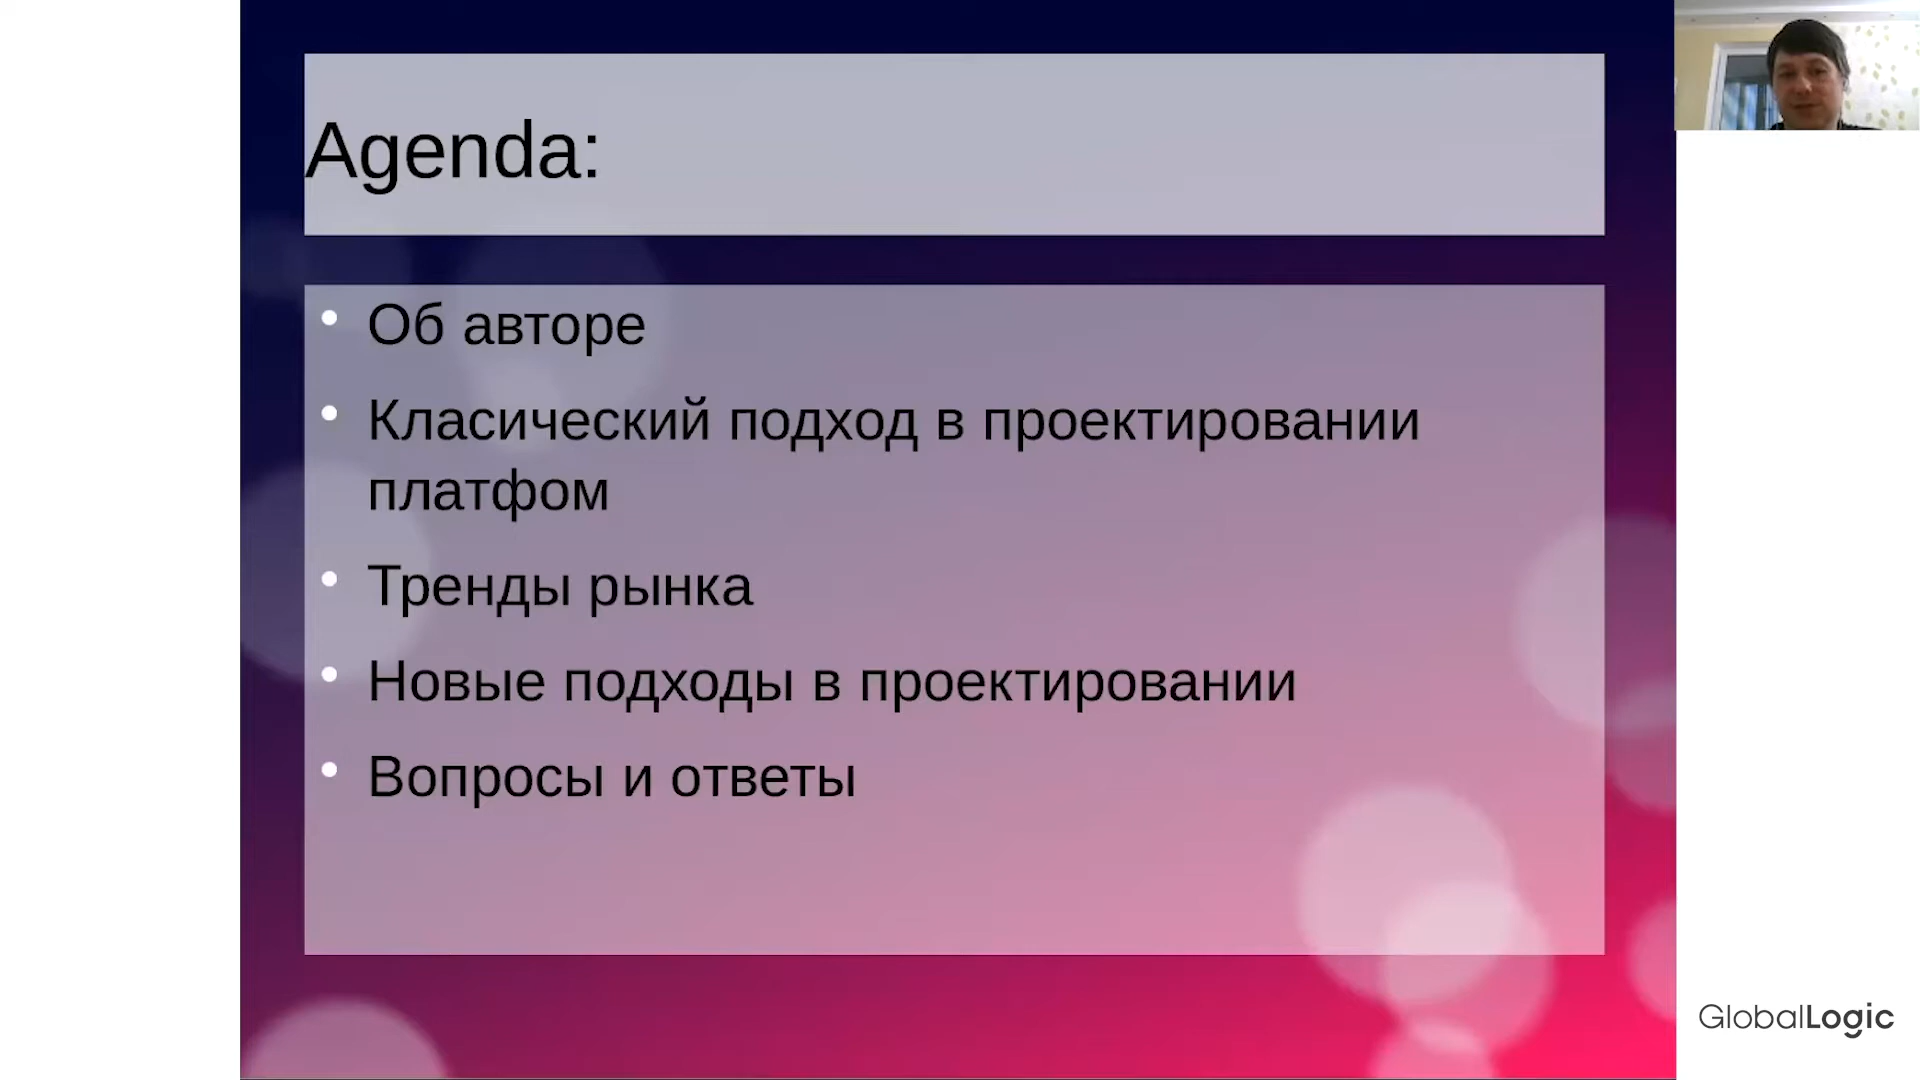 Agenda:
Об авторе
Класический подход в проектировании
платфом
Тренды рынка
Новые подходы в проектировании
Вопросы и ответы
GlobalLogic